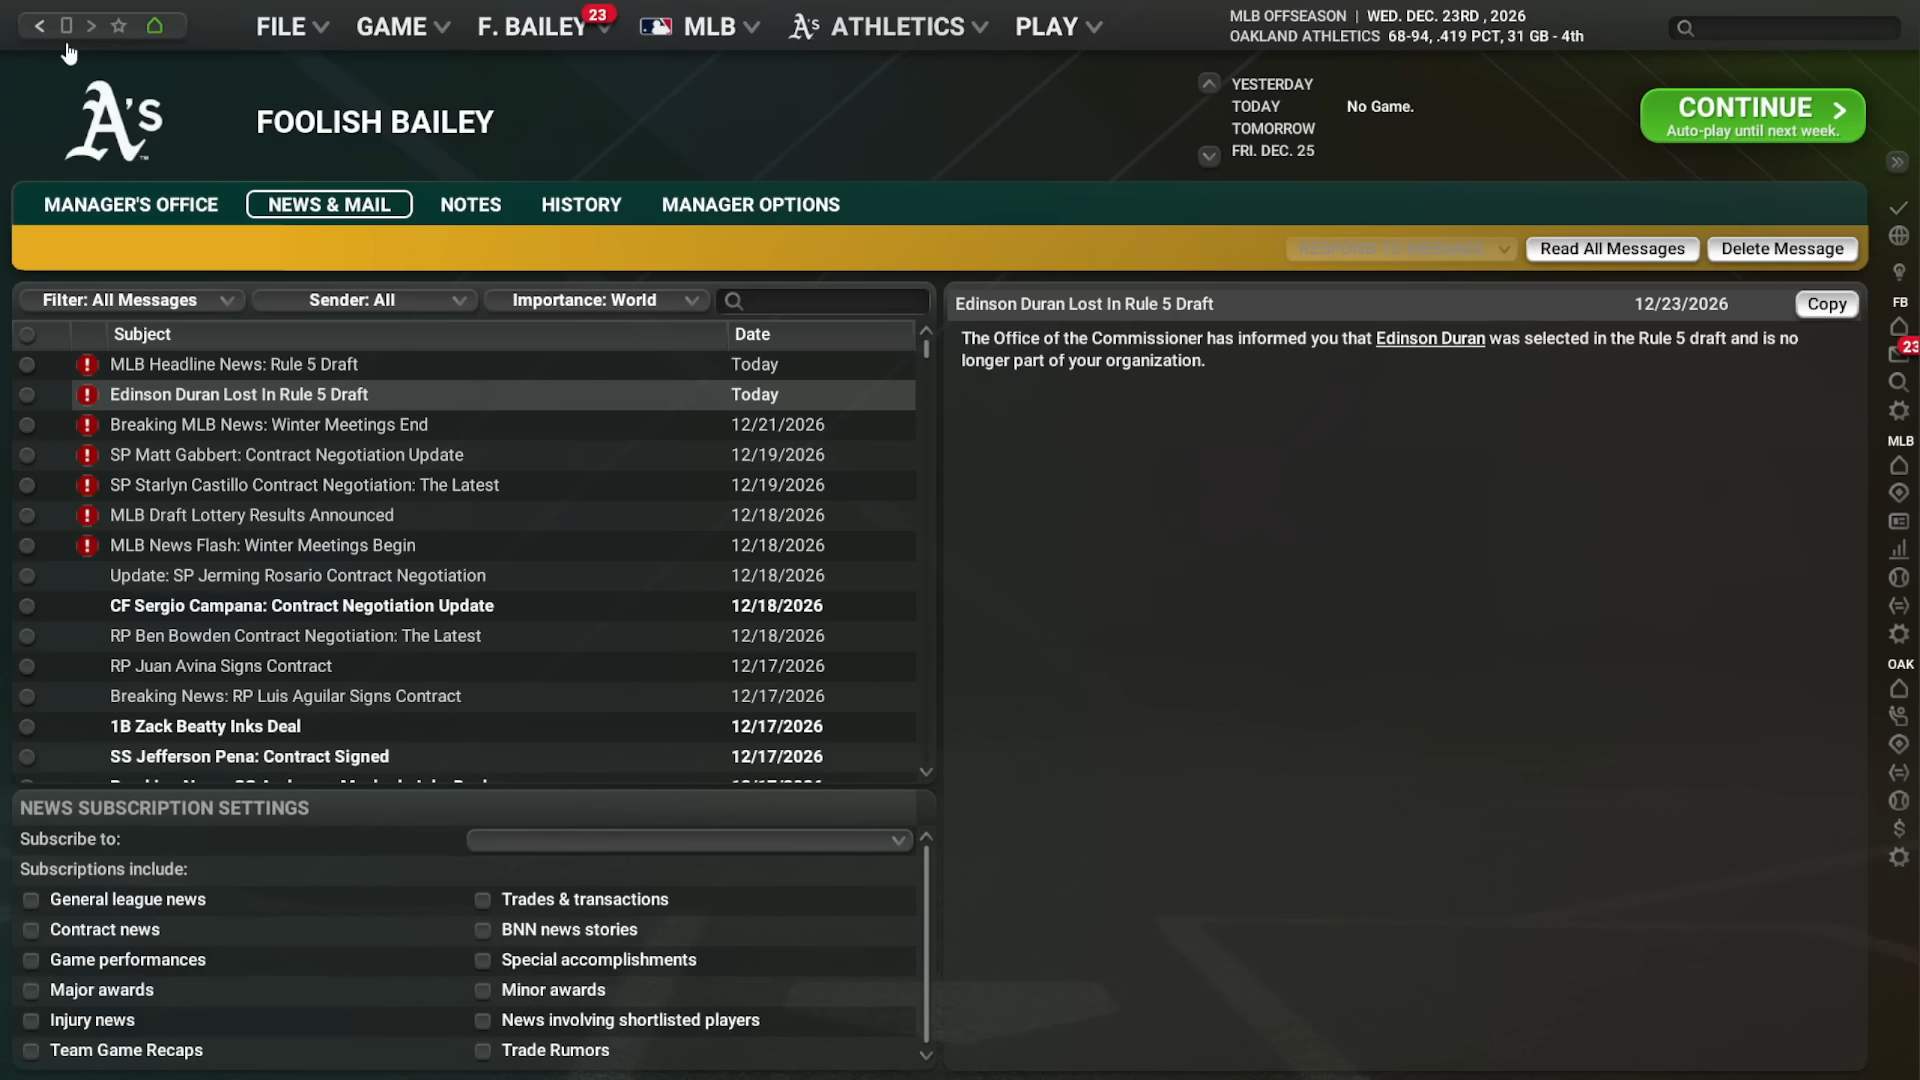 FILE GAME F. BAILEY 23 MLB A's ATHLETICS PLAY
MLB OFFSEASON | WED. DEC. 23RD , 2026
OAKLAND ATHLETICS 68-94, .419 PCT, 31 GB - 4th
A's
FOOLISH BAILEY
YESTERDAY
TODAY No Game.
TOMORROW
FRI. DEC. 25
CONTINUE
Auto-play until next week.
MANAGER'S OFFICE NEWS & MAIL NOTES HISTORY MANAGER OPTIONS
RESPOND TO MESSAGE Read All Messages Delete Message
Filter: All Messages Sender: All Importance: World
Subject Date
MLB Headline News: Rule 5 Draft Today
Edinson Duran Lost In Rule 5 Draft Today
Breaking MLB News: Winter Meetings End 12/21/2026
SP Matt Gabbert: Contract Negotiation Update 12/19/2026
SP Starlyn Castillo Contract Negotiation: The Latest 12/19/2026
MLB Draft Lottery Results Announced 12/18/2026
MLB News Flash: Winter Meetings Begin 12/18/2026
Update: SP Jerming Rosario Contract Negotiation 12/18/2026
CF Sergio Campana: Contract Negotiation Update 12/18/2026
RP Ben Bowden Contract Negotiation: The Latest 12/18/2026
RP Juan Avina Signs Contract 12/17/2026
Breaking News: RP Luis Aguilar Signs Contract 12/17/2026
1B Zack Beatty Inks Deal 12/17/2026
SS Jefferson Pena: Contract Signed 12/17/2026
Edinson Duran Lost In Rule 5 Draft 12/23/2026 Copy
The Office of the Commissioner has informed you that Edinson Duran was selected in the Rule 5 draft and is no
longer part of your organization.
NEWS SUBSCRIPTION SETTINGS
Subscribe to:
Subscriptions include:
General league news Trades & transactions
Contract news BNN news stories
Game performances Special accomplishments
Major awards Minor awards
Injury news News involving shortlisted players
Team Game Recaps Trade Rumors
FB
23
MLB
OAK